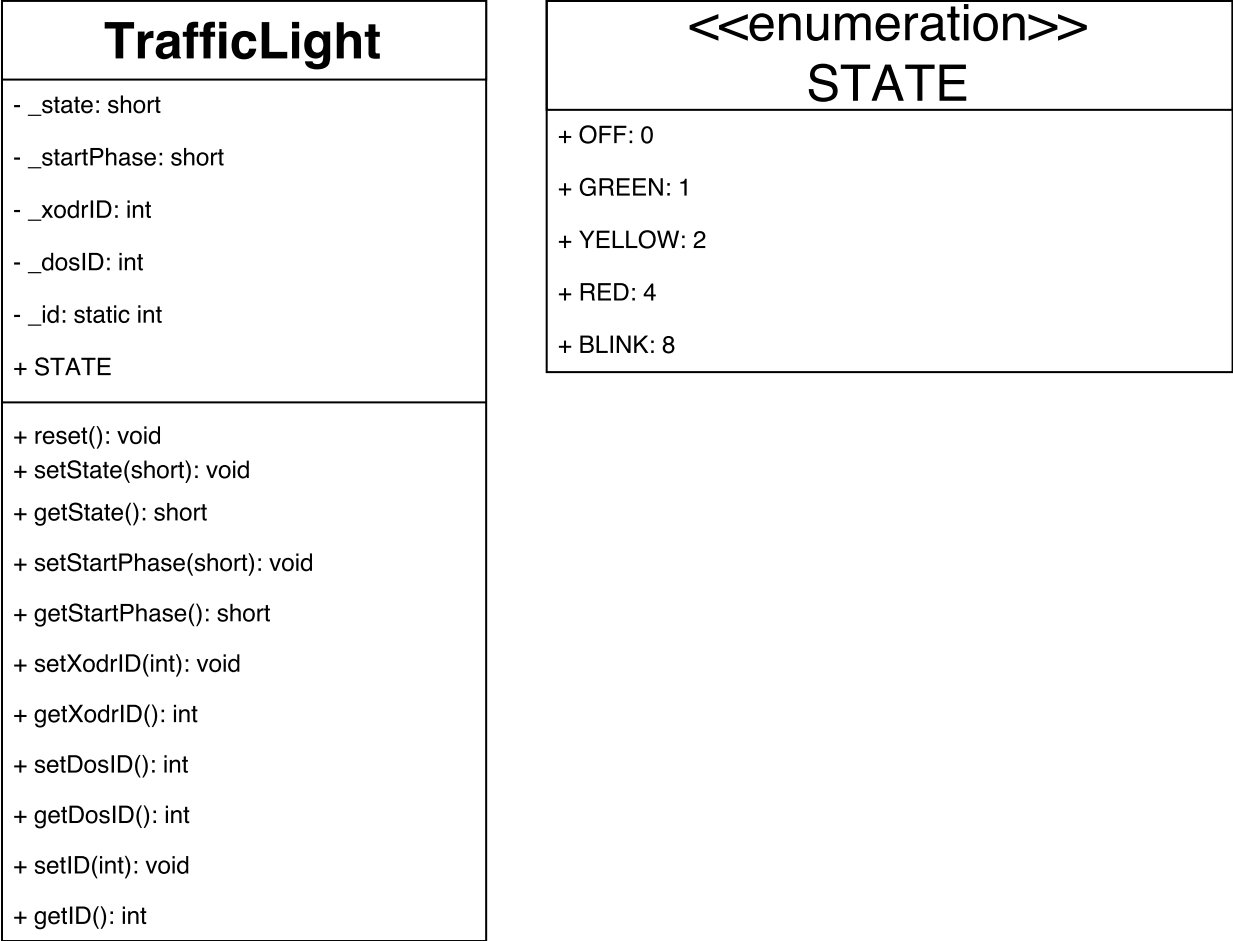 TrafficLight
- _state: short
- _startPhase: short
- _xodrID: int
- _dosID: int
- _id: static int
+ STATE
+ reset(): void
+ setState(short): void
+ getState(): short
+ setStartPhase(short): void
+ getStartPhase(): short
+ setXodrID(int): void
+ getXodrID(): int
+ setDosID(): int
+ getDosID(): int
+ setID(int): void
+ getID(): int
<<enumeration>>
STATE
+ OFF: 0
+ GREEN: 1
+ YELLOW: 2
+ RED: 4
+ BLINK: 8